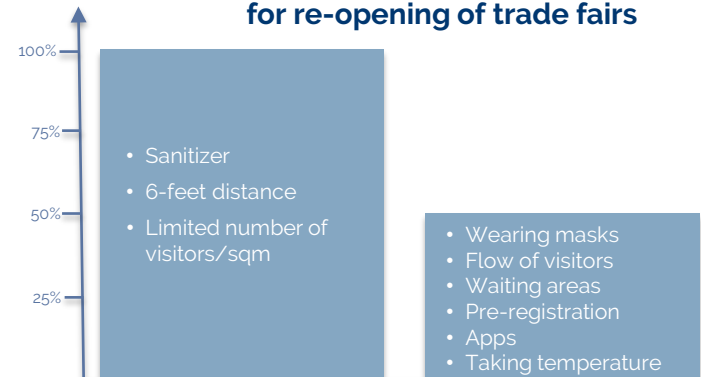 for re-opening of trade fairs
100%
75%
50%
25%
• Sanitizer
• 6-feet distance
• Limited number of
visitors/sqm
• Wearing masks
• Flow of visitors
• Waiting areas
• Pre-registration
• Apps
• Taking temperature